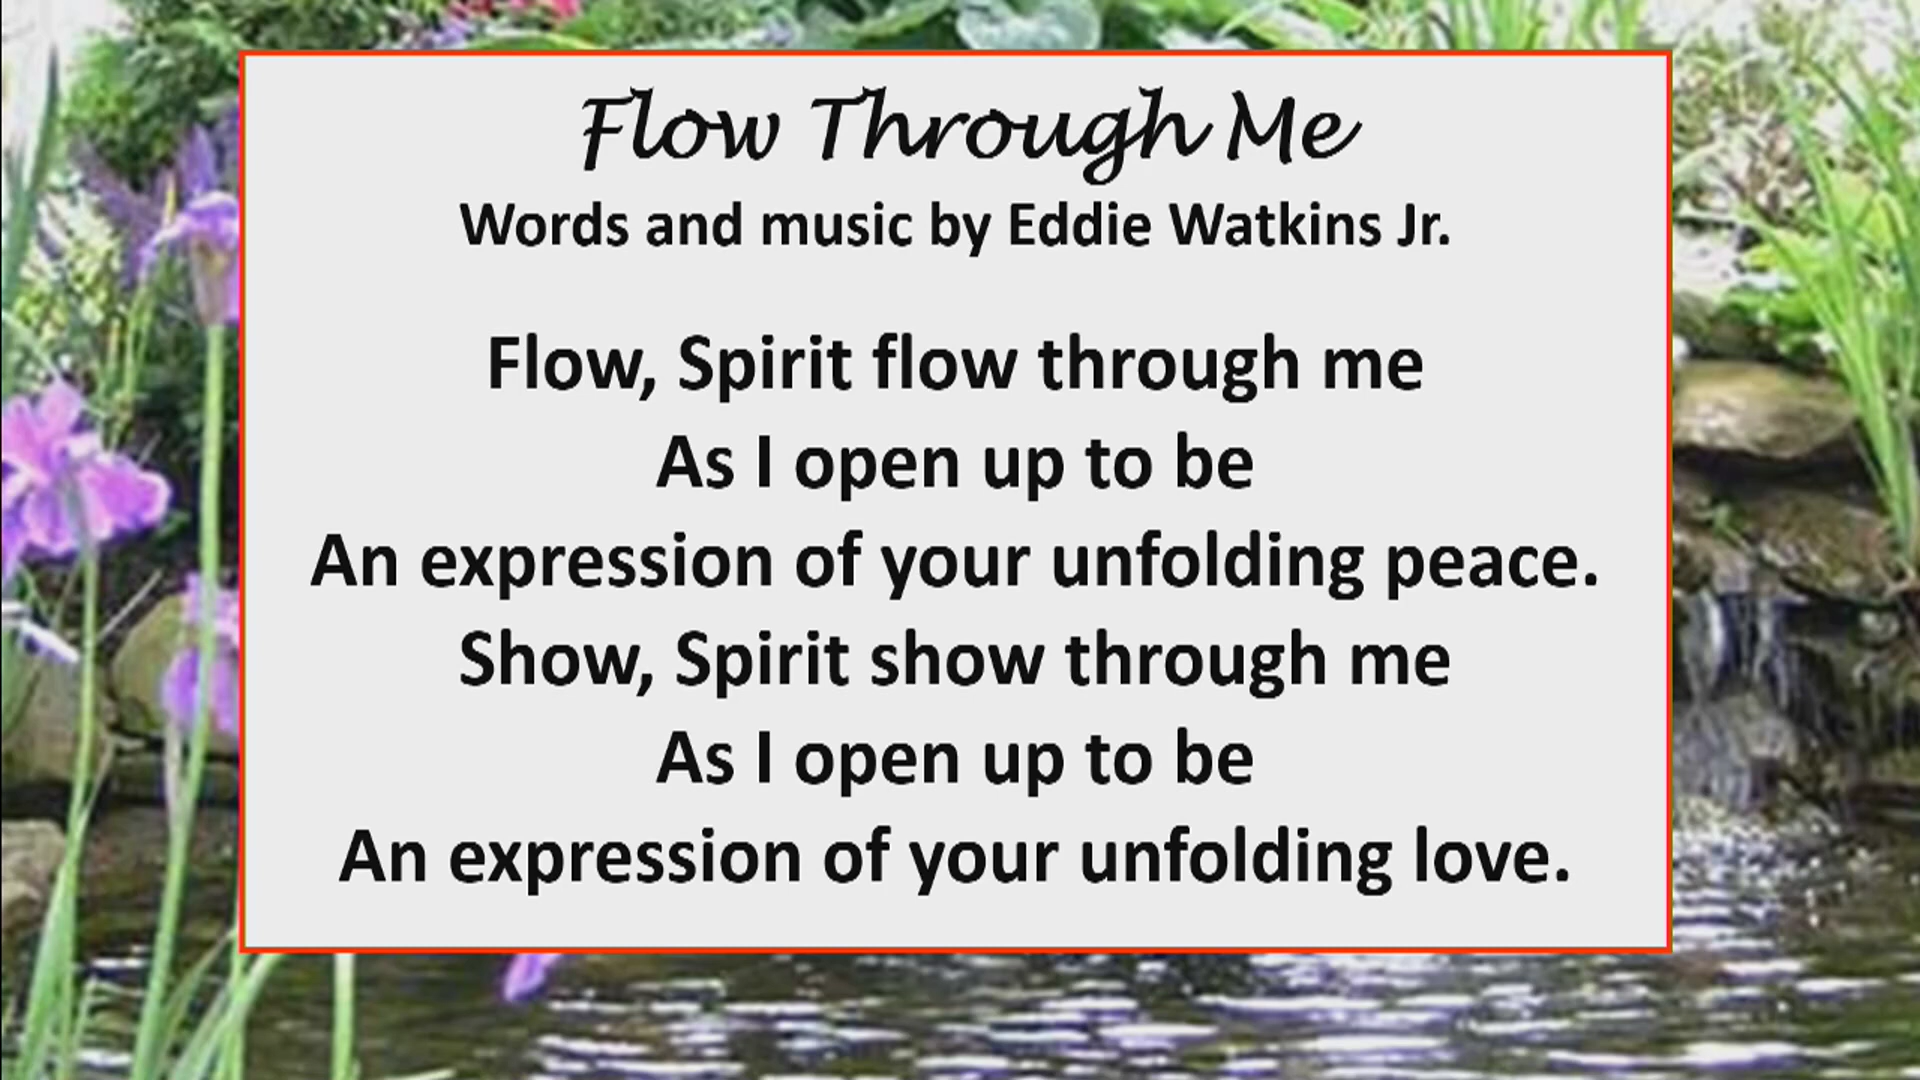 Flow Through Me
Words and music by Eddie Watkins Jr.
Flow, Spirit flow through me
As I open up to be
An expression of your unfolding peace.
Show, Spirit show through me
As I open up to be
An expression of your unfolding love.